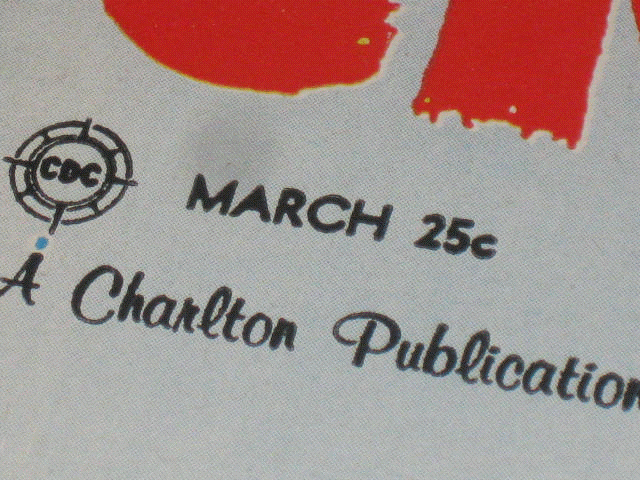 CDC
MARCH 25c
A Charlton Publication